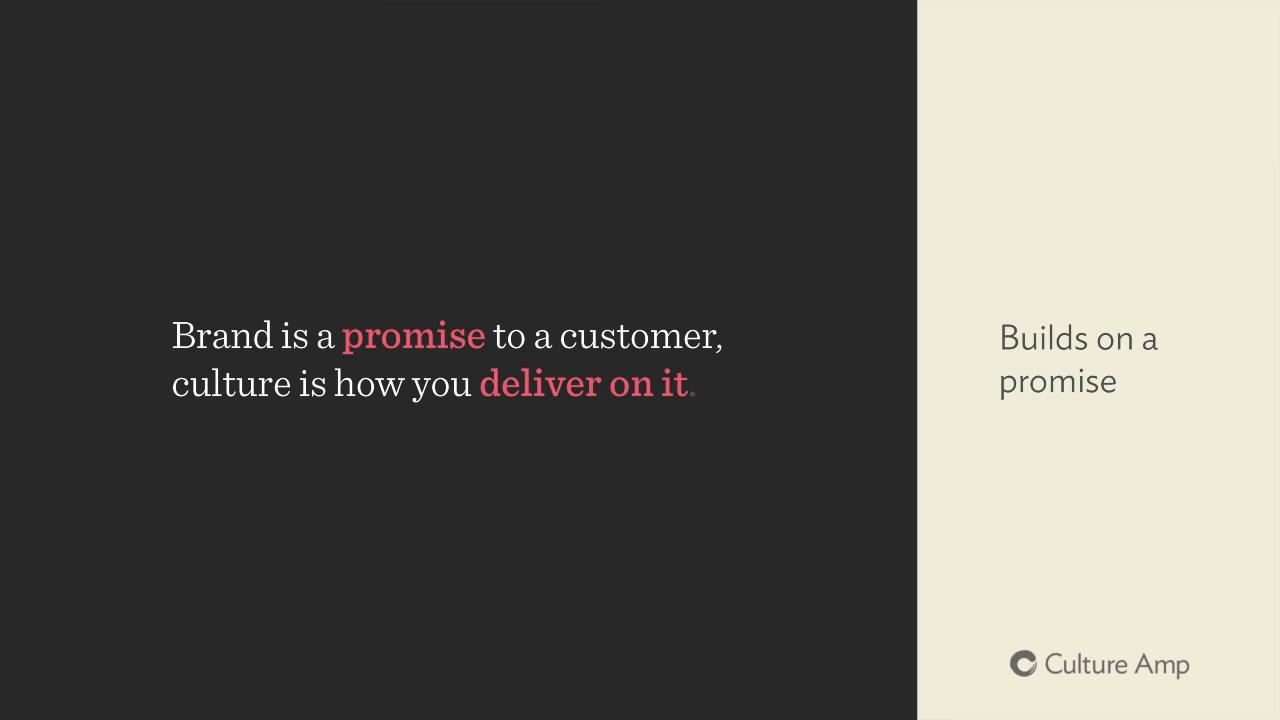 Brand is a promise to a customer,
culture is how you deliver on it.
Builds on a
promise
Culture Amp